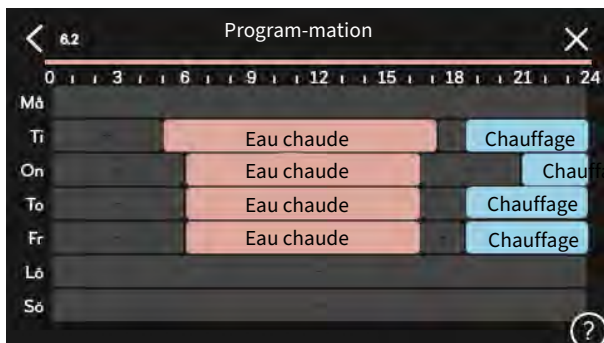 6.2 Program-mation
0 3 6 9 12 15 18 21 24
Må
Ti Eau chaude Chauffage
On Eau chaude Chauff
To Eau chaude Chauffage
Fr Eau chaude Chauffage
Lö
Sö
?